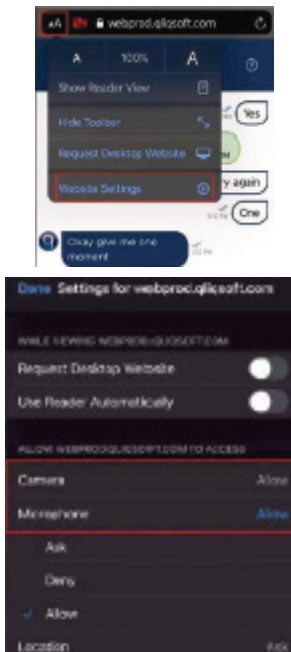 AA webprod.qliqsoft.com
A 100% A
Show Reader View
Hide Toolbar
Yes
Request Desktop Website
y again
Website Settings
One
Okay give me one
moment
Done Settings for webprod.qliqsoft.com
WHILE VIEWING WEBPROD.QLIQSOFT.COM
Request Desktop Website
Use Reader Automatically
ALLOW WEBPROD.QLIQSOFT.COM TO ACCESS
Camera Allow
Microphone Allow
Ask
Deny
Allow
Location Ask